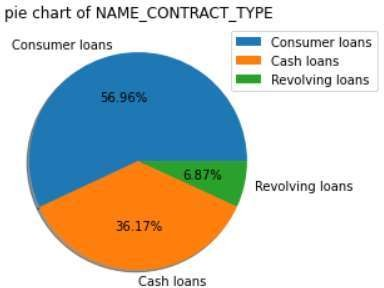 pie chart of NAME_CONTRACT_TYPE
Consumer loans
Consumer loans
Cash loans
Revolving loans
56.96%
6.87%
Revolving loans
36.17%
Cash loans